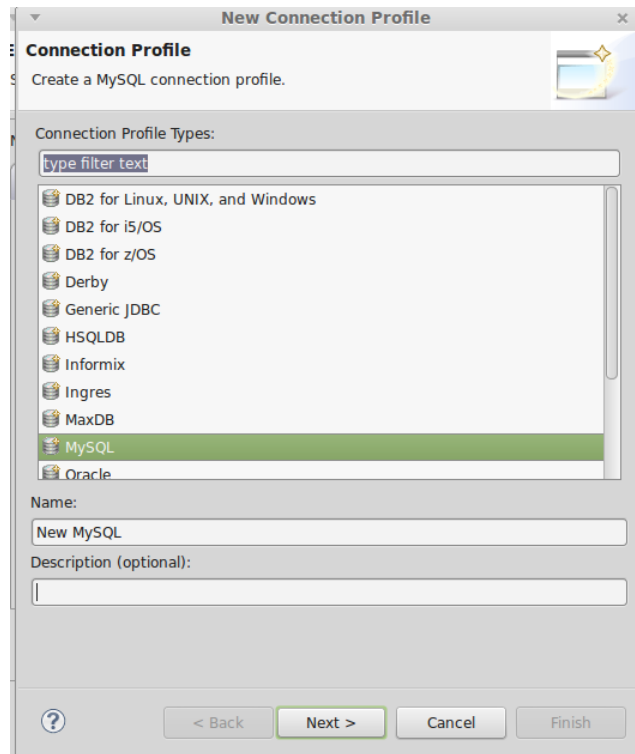 New Connection Profile
Connection Profile
Create a MySQL connection profile.
Connection Profile Types:
type filter text
DB2 for Linux, UNIX, and Windows
DB2 for i5/OS
DB2 for z/OS
Derby
Generic JDBC
HSQLDB
Informix
Ingres
MaxDB
MySQL
Oracle
Name:
New MySQL
Description (optional):
?
< Back
Next >
Cancel
Finish